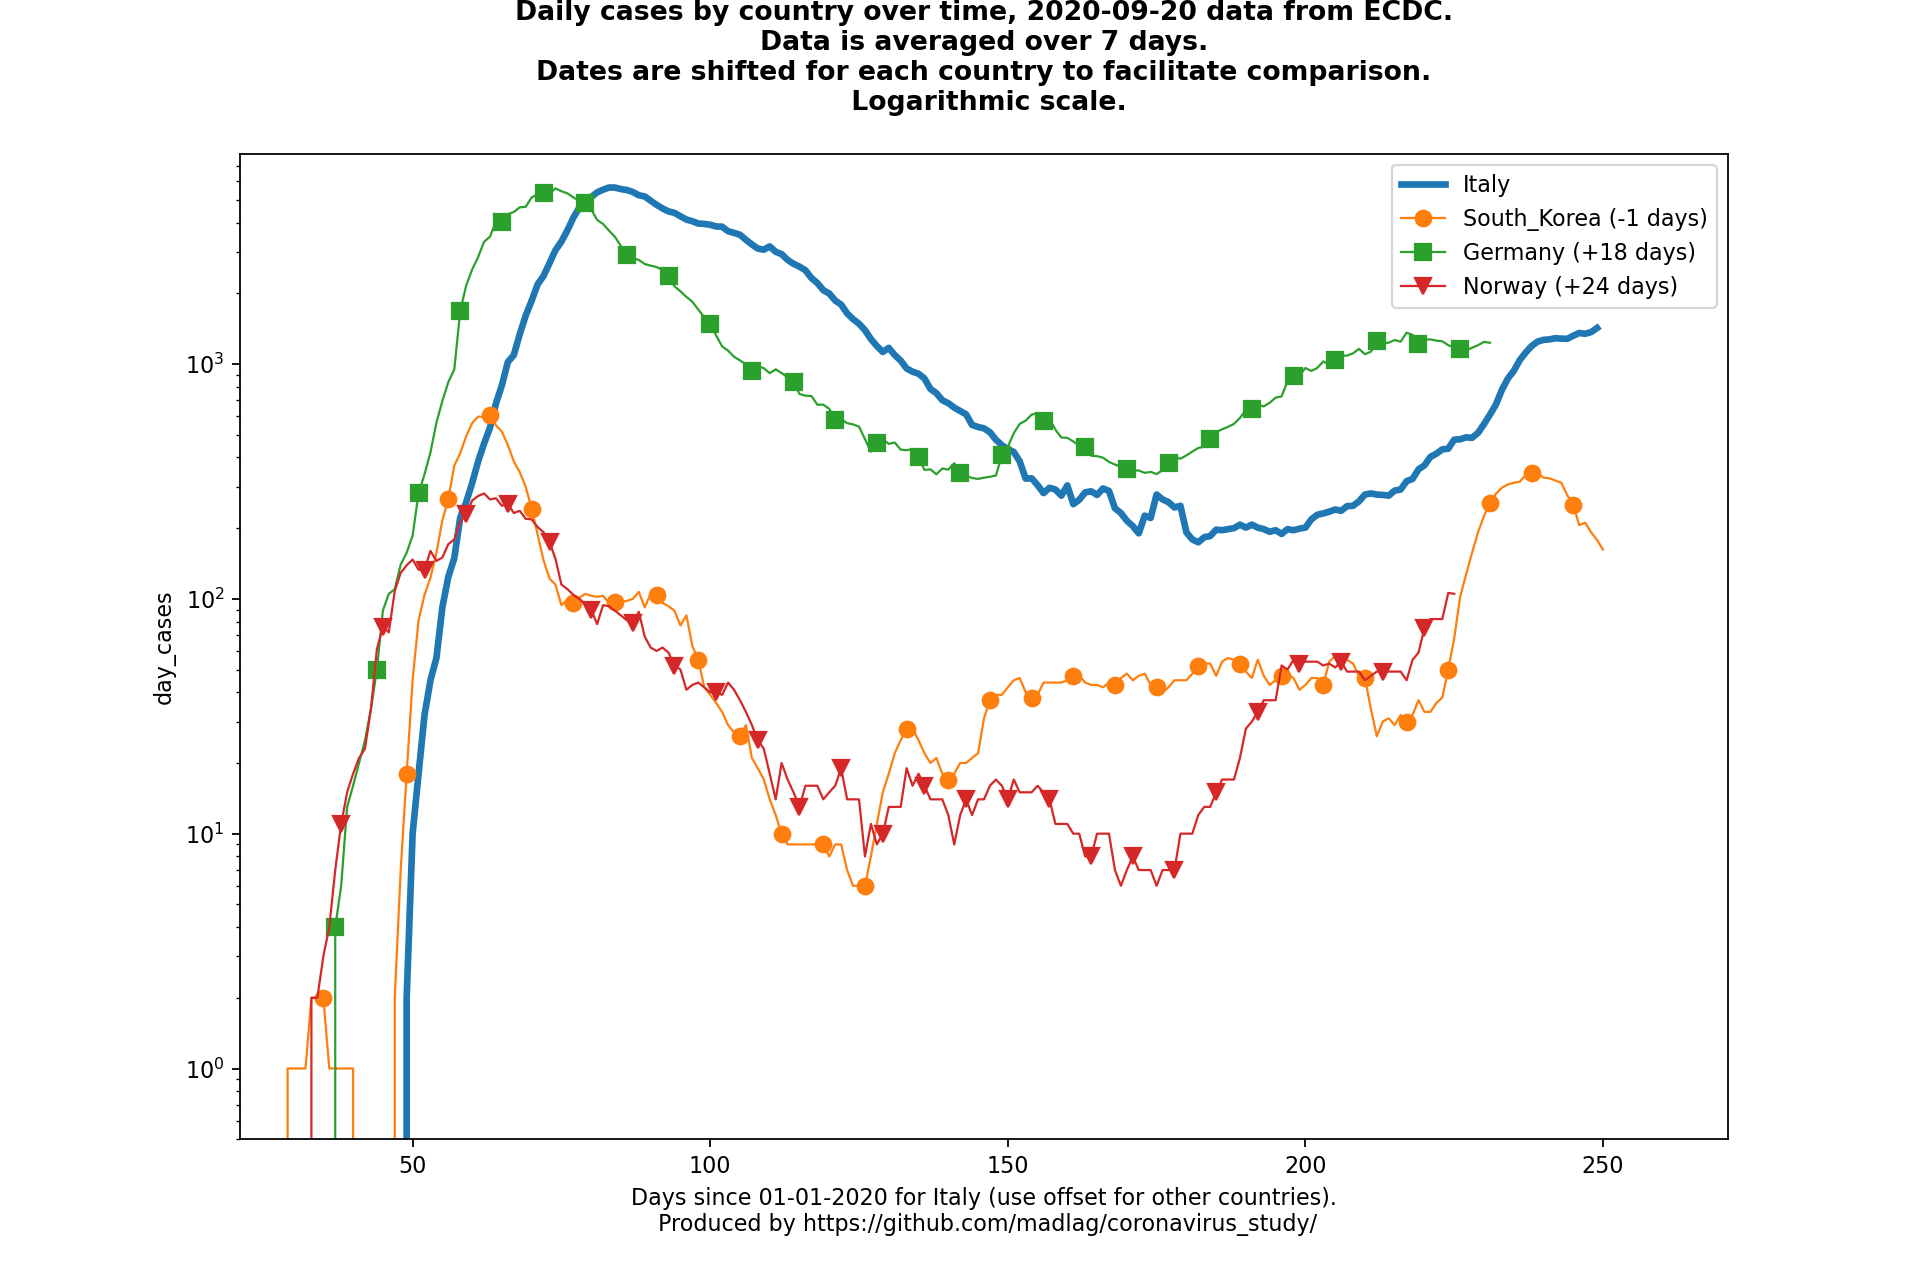 Daily cases by country over time, 2020-09-20 data from ECDC.
Data is averaged over 7 days.
Dates are shifted for each country to facilitate comparison.
Logarithmic scale.
Italy
South_Korea (-1 days)
Germany (+18 days)
Norway (+24 days)
day_cases
10³
10²
10¹
10⁰
50 100 150 200 250
Days since 01-01-2020 for Italy (use offset for other countries).
Produced by https://github.com/madlag/coronavirus_study/